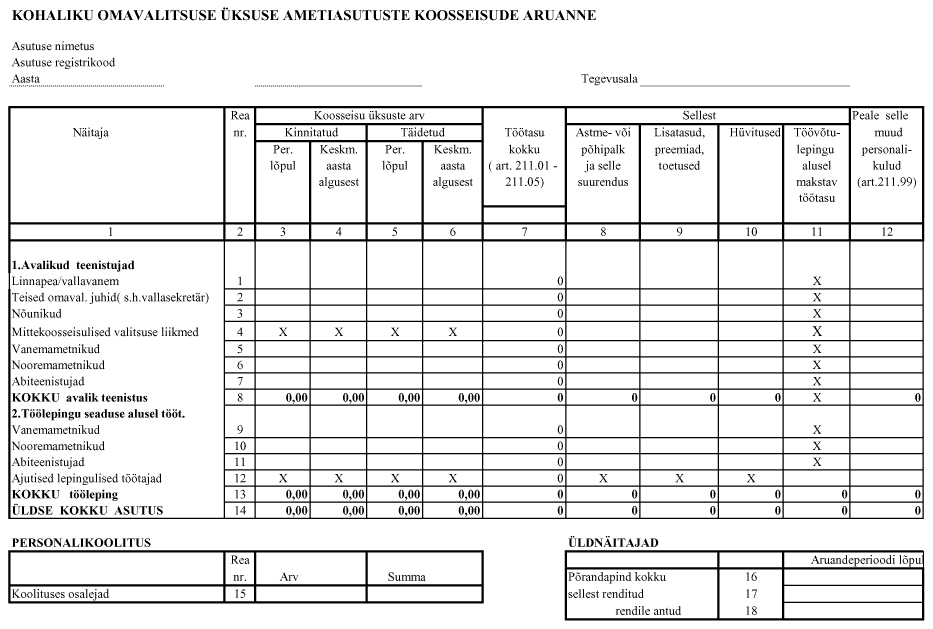 KOHALIKU OMAVALITSUSE ÜKSUSE AMETIASUTUSTE KOOSSEISUDE ARUANNE
Asutuse nimetus
Asutuse registrikood
Aasta Tegevusala
Näitaja Rea nr. Koosseisu üksuste arv Töötasu kokku ( art. 211.01 - 211.05) Sellest Peale selle muud personali- kulud (art.211.99)
Kinnitatud Täidetud Astme- või põhipalk ja selle suurendus Lisatasud, preemiad, toetused Hüvitused Töövõtu- lepingu alusel makstav töötasu
Per. lõpul Keskm. aasta algusest Per. lõpul Keskm. aasta algusest
1 2 3 4 5 6 7 8 9 10 11 12
1.Avalikud teenistujad
Linnapea/vallavanem 1 0 X
Teised omaval. juhid( s.h.vallasekretär) 2 0 X
Nõunikud 3 0 X
Mittekoosseisulised valitsuse liikmed 4 X X X X 0 X
Vanemametnikud 5 0 X
Nooremametnikud 6 0 X
Abiteenistujad 7 0 X
KOKKU avalik teenistus 8 0,00 0,00 0,00 0,00 0 0 0 0 X 0
2.Töölepingu seaduse alusel tööt.
Vanemametnikud 9 0 X
Nooremametnikud 10 0 X
Abiteenistujad 11 0 X
Ajutised lepingulised töötajad 12 X X X X 0 X X X
KOKKU tööleping 13 0,00 0,00 0,00 0,00 0 0 0 0 0 0
ÜLDSE KOKKU ASUTUS 14 0,00 0,00 0,00 0,00 0 0 0 0 0 0
PERSONALIKOOLITUS
Rea nr. Arv Summa
Koolituses osalejad 15
ÜLDNÄITAJAD
Aruandeperioodi lõpul
Põrandapind kokku 16
sellest renditud 17
rendile antud 18